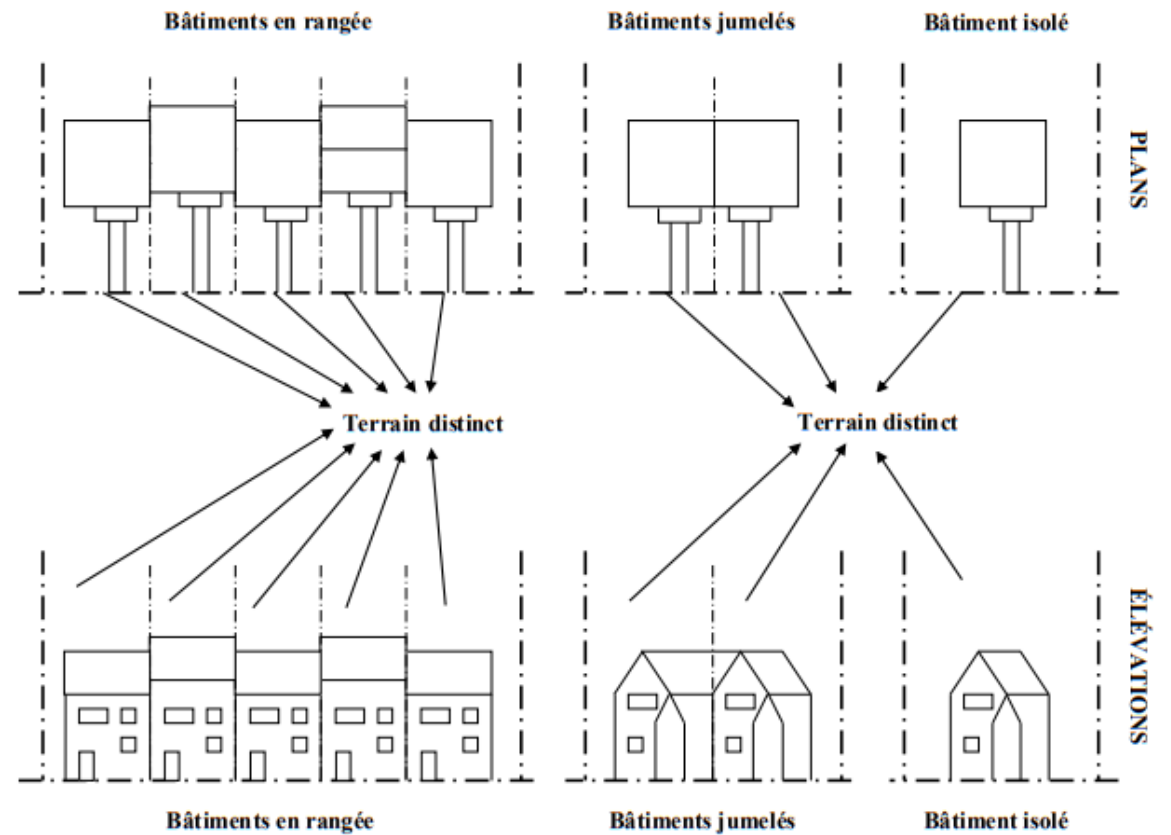 Bâtiments en rangée
Bâtiments jumelés
Bâtiment isolé
PLANS
Terrain distinct
Terrain distinct
ÉLÉVATIONS
Bâtiments en rangée
Bâtiments jumelés
Bâtiment isolé